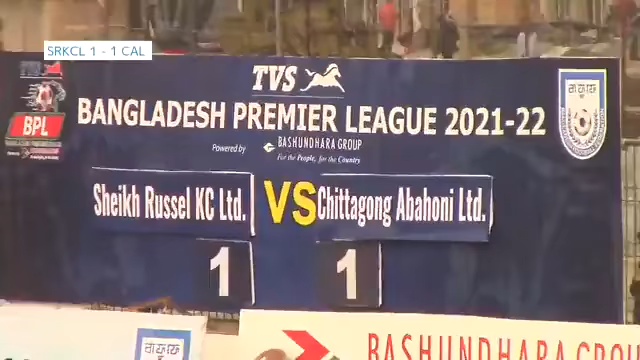 SRKCL 1 - 1 CAL
TVS
BPL
BANGLADESH PREMIER LEAGUE 2021-22
Powered by BASHUNDHARA GROUP
For the People, for the Country
Sheikh Russel KC Ltd. VS Chittagong Abahoni Ltd.
1 1
BASHUNDHARA GROUP